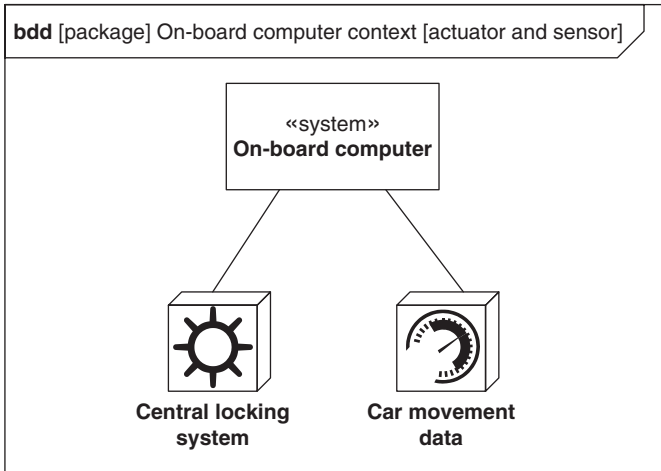 bdd [package] On-board computer context [actuator and sensor]
«system»
On-board computer
Central locking
system
Car movement
data